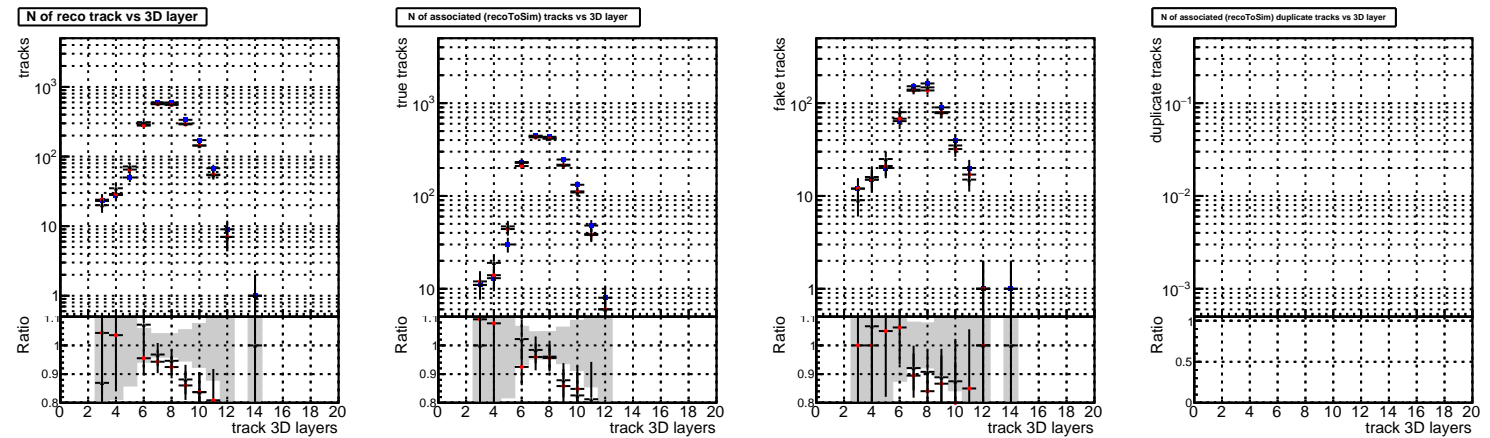 N of reco track vs 3D layer
tracks
10³
10²
10
1
Ratio
1.1
1
0.9
0.8
0 2 4 6 8 10 12 14 16 18 20
track 3D layers
N of associated (recoToSim) tracks vs 3D layer
true tracks
10³
10²
10
Ratio
1.1
1
0.9
0.8
0 2 4 6 8 10 12 14 16 18 20
track 3D layers
fake tracks
10²
10
1
Ratio
1.1
1
0.9
0.8
0 2 4 6 8 10 12 14 16 18 20
track 3D layers
N of associated (recoToSim) duplicate tracks vs 3D layer
duplicate tracks
10⁻¹
10⁻²
10⁻³
Ratio
1
0.5
0
0 2 4 6 8 10 12 14 16 18 20
track 3D layers